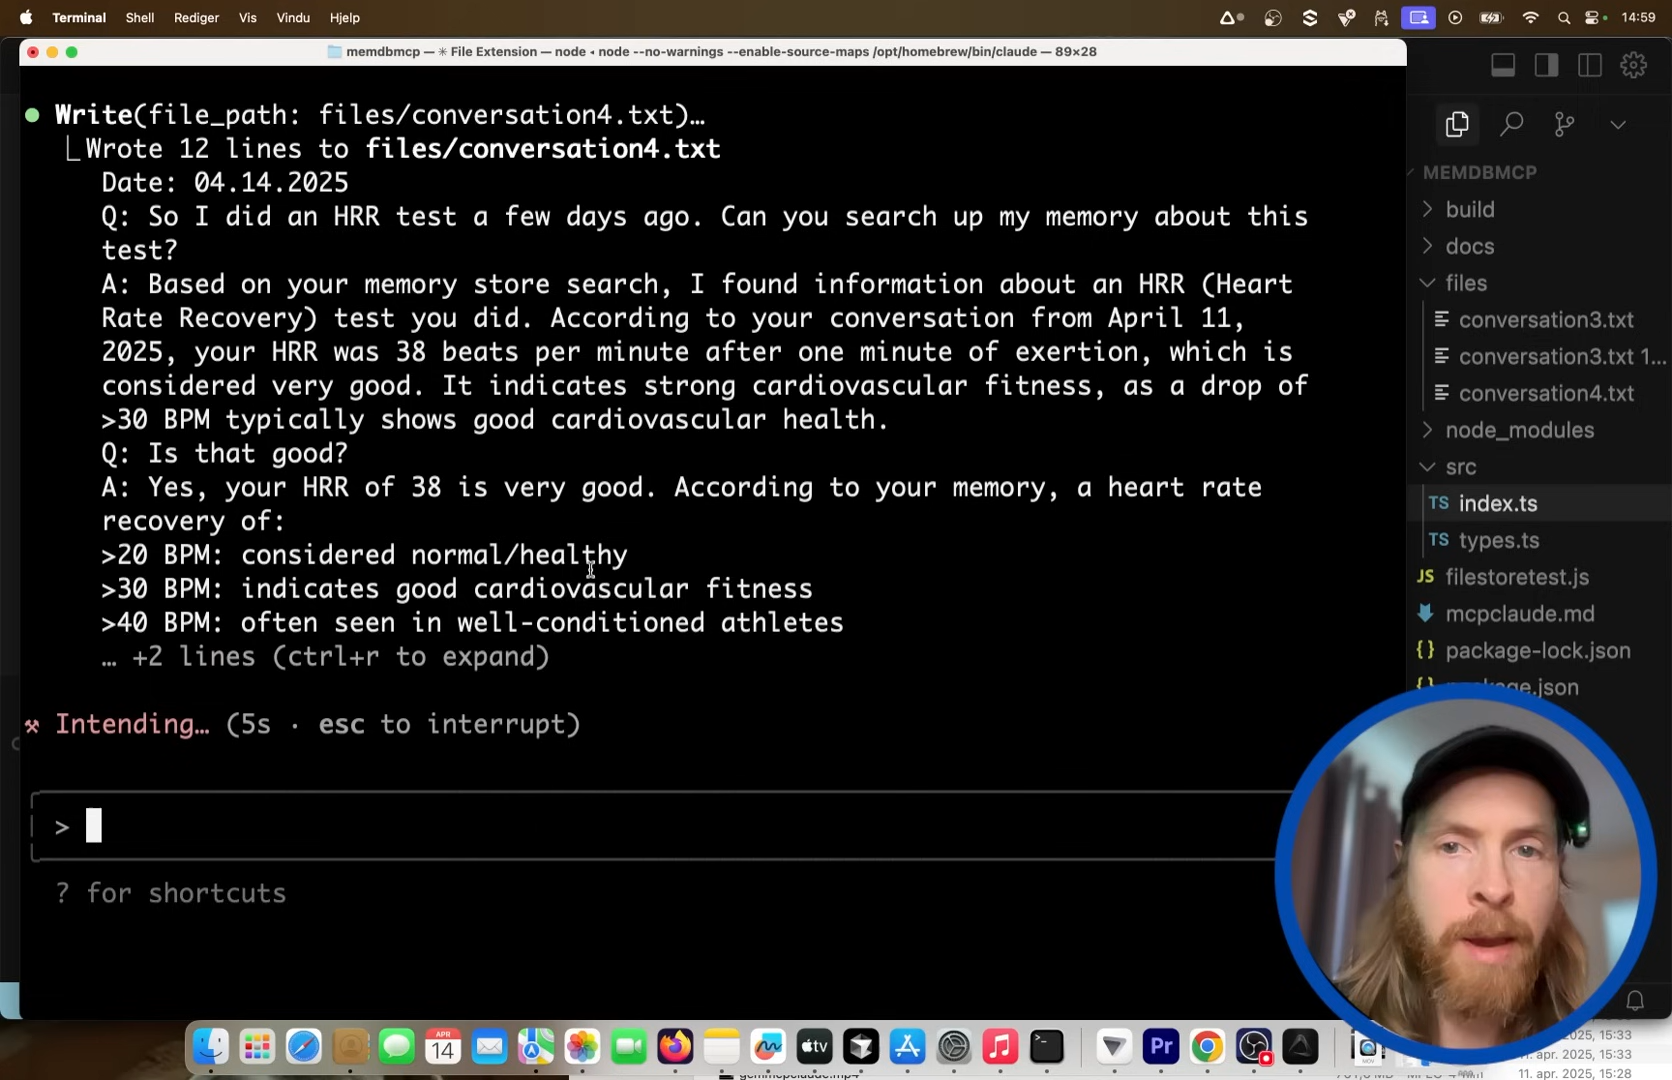 Terminal Shell Rediger Vis Vindu Hjelp 14:59
memdbmcp — ✳ File Extension — node ◂ node --no-warnings --enable-source-maps /opt/homebrew/bin/claude — 89×28
Write(file_path: files/conversation4.txt)…
Wrote 12 lines to files/conversation4.txt
Date: 04.14.2025
Q: So I did an HRR test a few days ago. Can you search up my memory about this
test?
A: Based on your memory store search, I found information about an HRR (Heart
Rate Recovery) test you did. According to your conversation from April 11,
2025, your HRR was 38 beats per minute after one minute of exertion, which is
considered very good. It indicates strong cardiovascular fitness, as a drop of
>30 BPM typically shows good cardiovascular health.
Q: Is that good?
A: Yes, your HRR of 38 is very good. According to your memory, a heart rate
recovery of:
>20 BPM: considered normal/healthy
>30 BPM: indicates good cardiovascular fitness
>40 BPM: often seen in well-conditioned athletes
… +2 lines (ctrl+r to expand)
Intending… (5s · esc to interrupt)
>
? for shortcuts
MEMDBMCP
build
docs
files
conversation3.txt
conversation3.txt 1...
conversation4.txt
node_modules
src
TS index.ts
TS types.ts
JS filestoretest.js
mcpclaude.md
{} package-lock.json
APR
14
tv
Pr
11. apr. 2025, 15:33
11. apr. 2025, 15:28